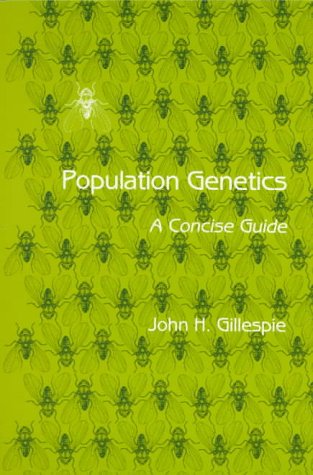 Population Genetics
A Concise Guide
John H. Gillespie